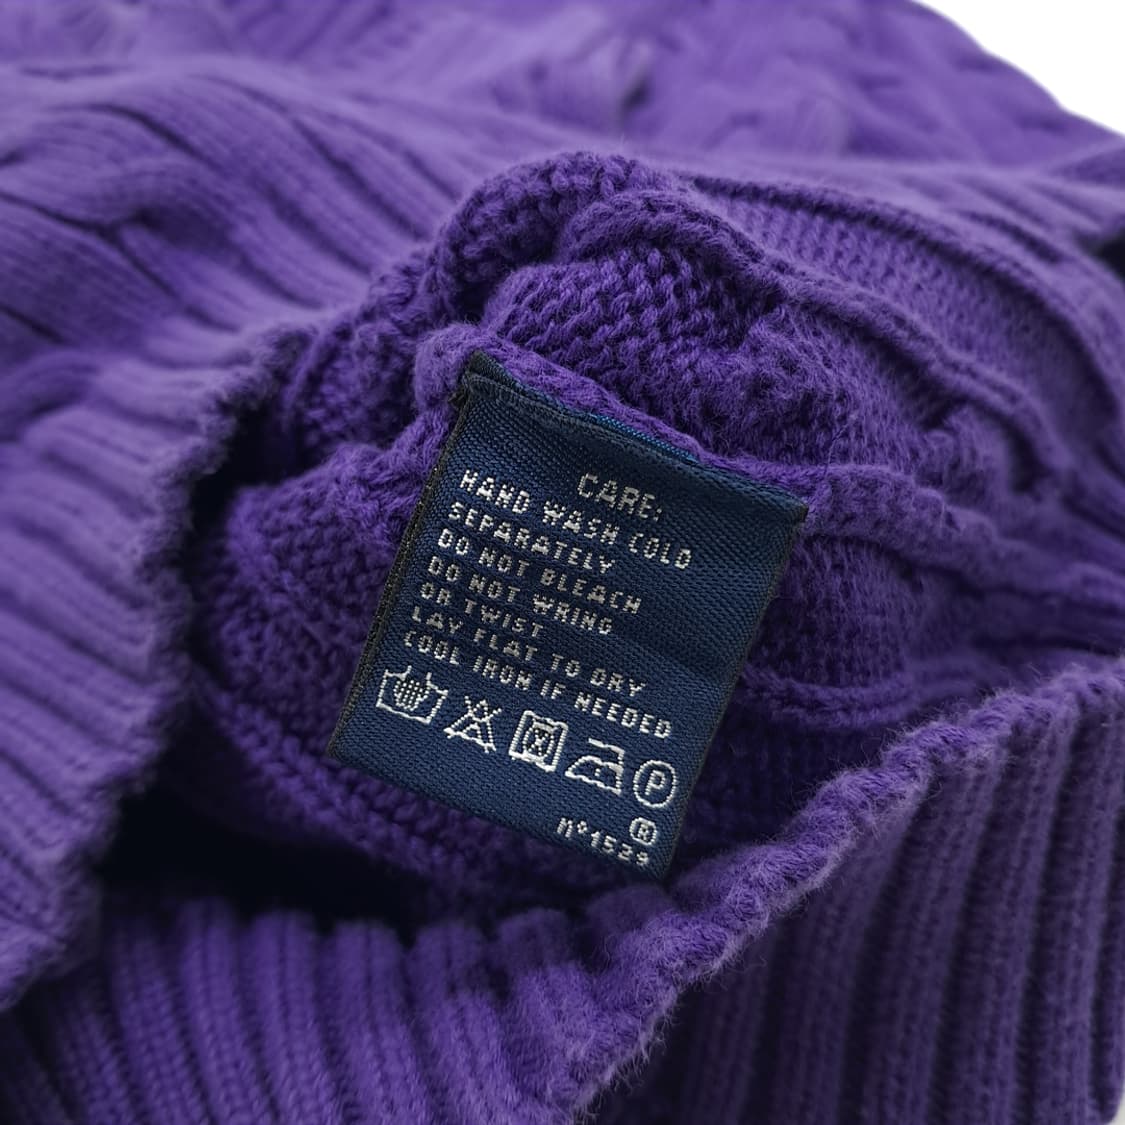 CARE:
HAND WASH COLD
SEPARATELY
DO NOT BLEACH
DO NOT WRING
OR TWIST
LAY FLAT TO DRY
COOL IRON IF NEEDED
P
®
n°1529